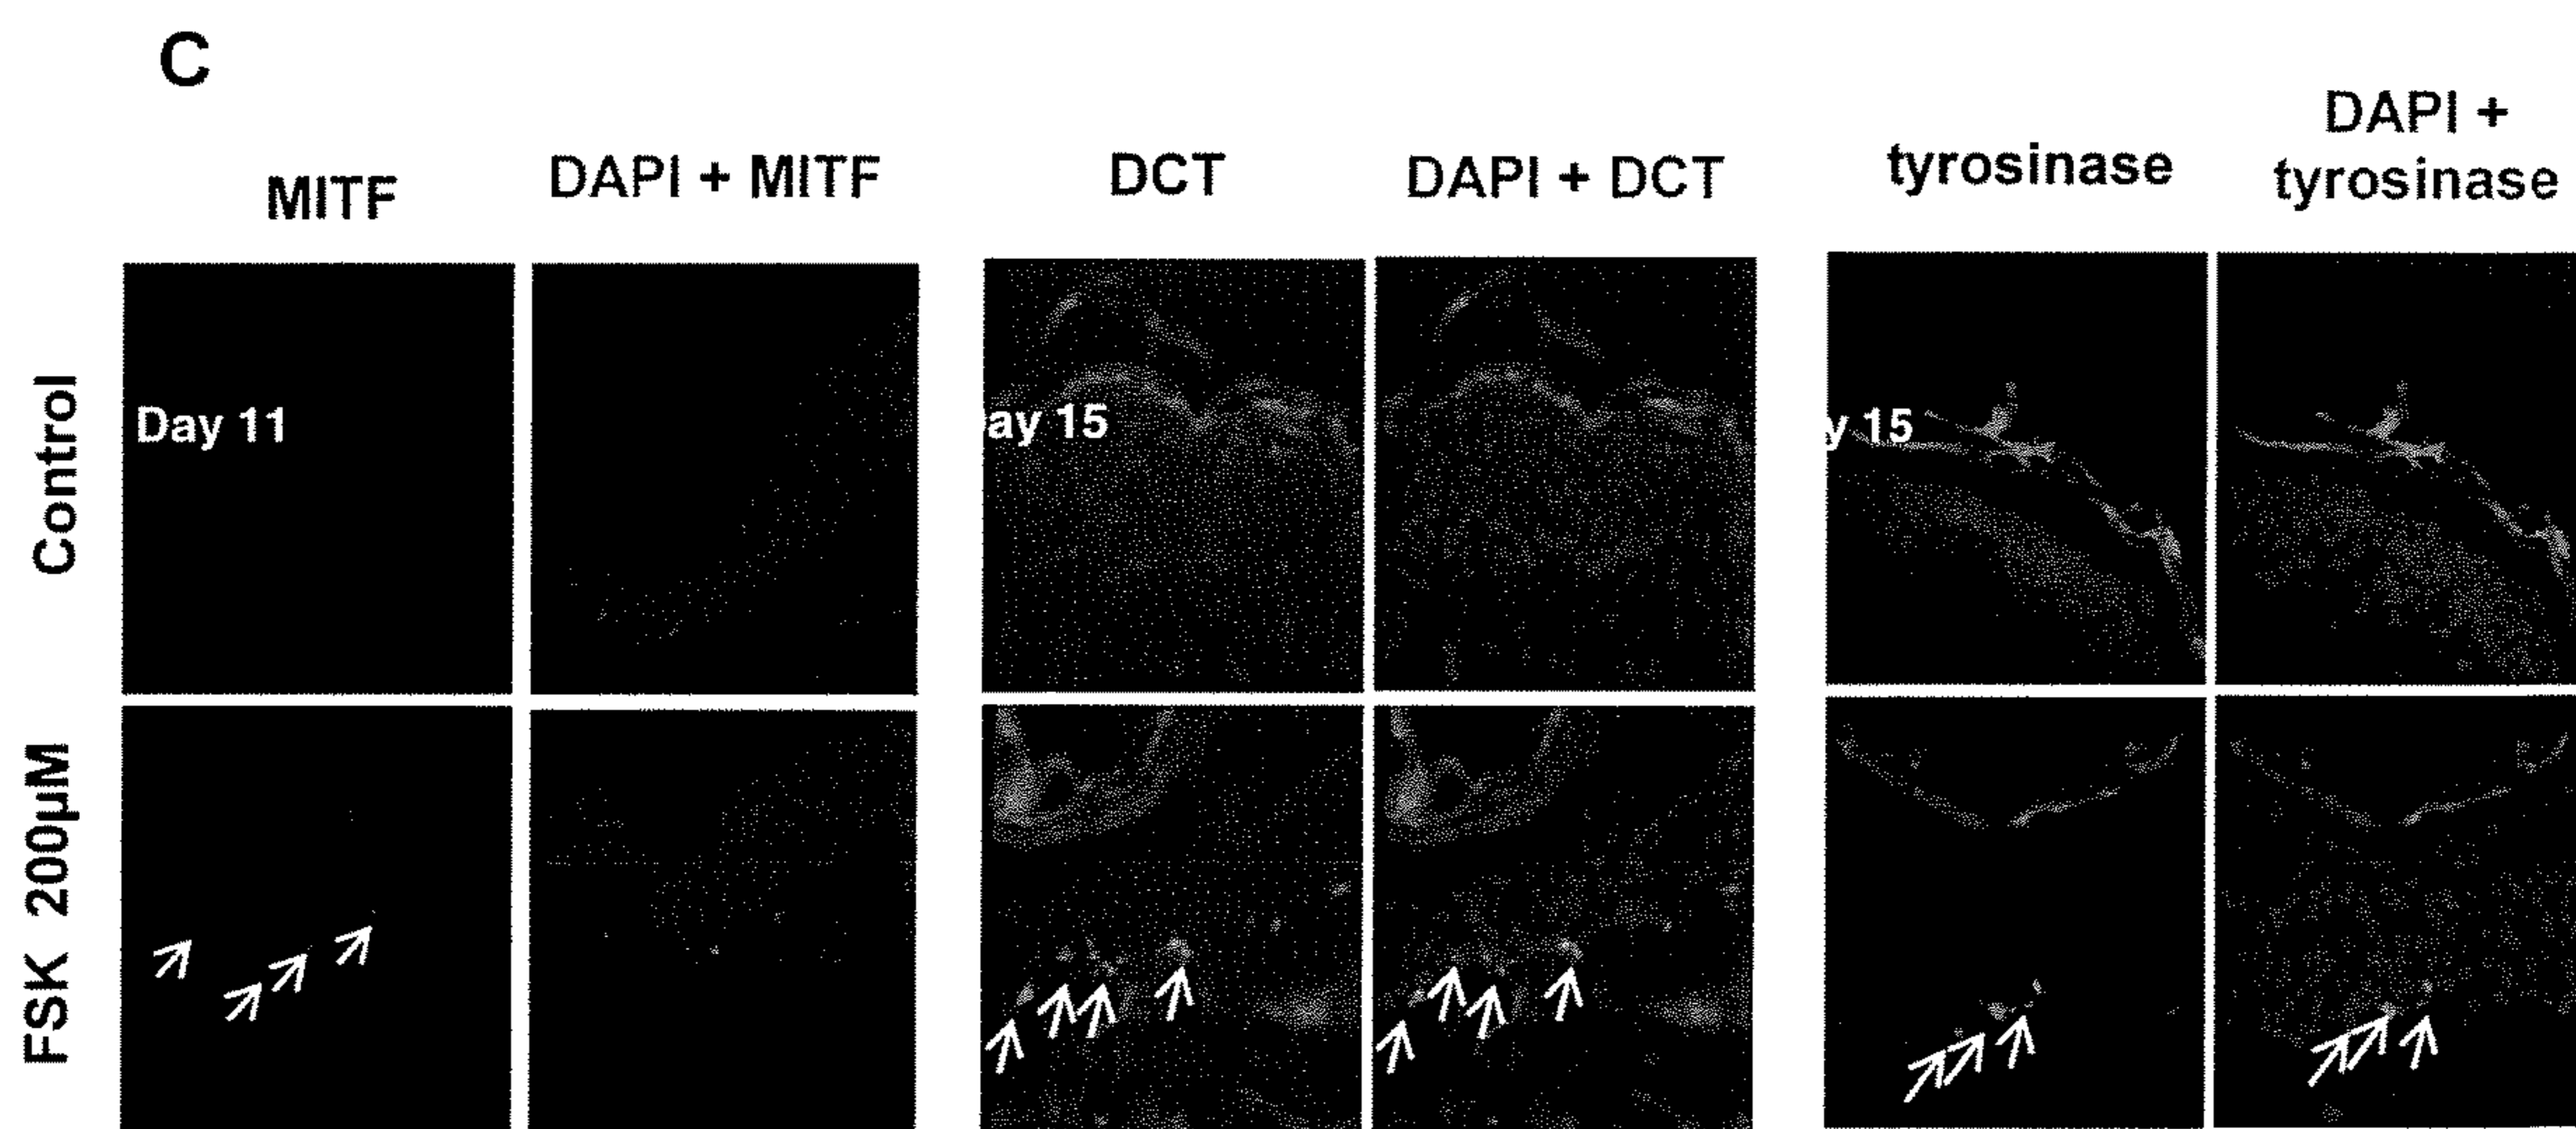 C
MITF
DAPI + MITF
DCT
DAPI + DCT
tyrosinase
DAPI +
tyrosinase
Control
Day 11
ay 15
y 15
FSK 200µM